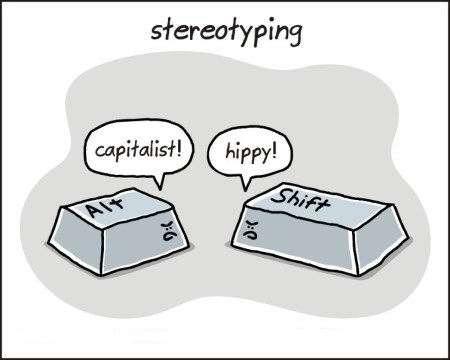 stereotyping
capitalist!
hippy!
Alt
Shift